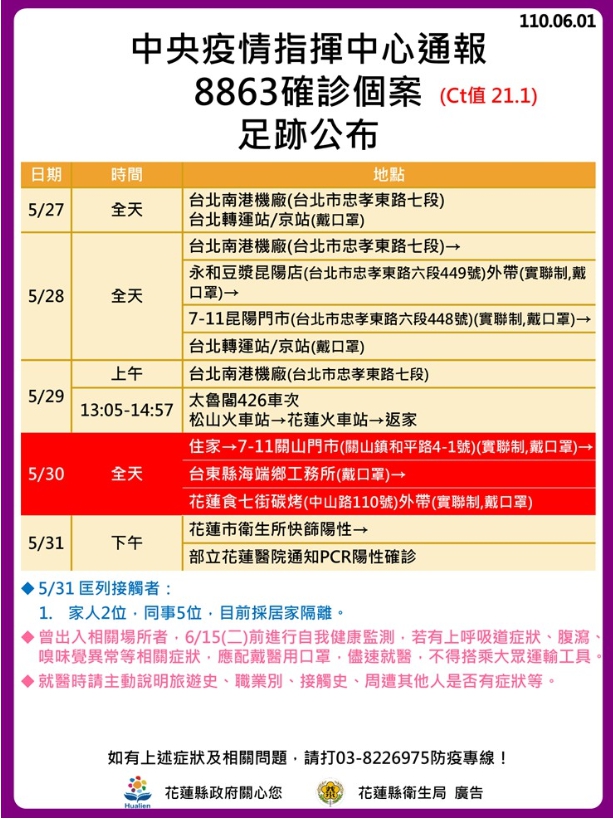 110.06.01
中央疫情指揮中心通報
8863確診個案 (Ct值 21.1)
足跡公布
日期 時間 地點
5/27 全天 台北南港機廠(台北市忠孝東路七段)
台北轉運站/京站(戴口罩)
5/28 全天 台北南港機廠(台北市忠孝東路七段)→
永和豆漿昆陽店(台北市忠孝東路六段449號)外帶(實聯制,戴
口罩)→
7-11昆陽門市(台北市忠孝東路六段448號)(實聯制,戴口罩)→
台北轉運站/京站(戴口罩)
5/29 上午 台北南港機廠(台北市忠孝東路七段)
13:05-14:57 太魯閣426車次
松山火車站→花蓮火車站→返家
5/30 全天 住家→7-11關山門市(關山鎮和平路4-1號)(實聯制,戴口罩)→
台東縣海端鄉工務所(戴口罩)→
花蓮食七街碳烤(中山路110號)外帶(實聯制,戴口罩)
5/31 下午 花蓮市衛生所快篩陽性→
部立花蓮醫院通知PCR陽性確診
◆5/31 匡列接觸者：
1. 家人2位，同事5位，目前採居家隔離。
◆曾出入相關場所者，6/15(二)前進行自我健康監測，若有上呼吸道症狀、腹瀉、
嗅味覺異常等相關症狀，應配戴醫用口罩，儘速就醫，不得搭乘大眾運輸工具。
◆就醫時請主動說明旅遊史、職業別、接觸史、周遭其他人是否有症狀等。
如有上述症狀及相關問題，請打03-8226975防疫專線！
Hualien 花蓮縣政府關心您 花蓮縣衛生局 廣告